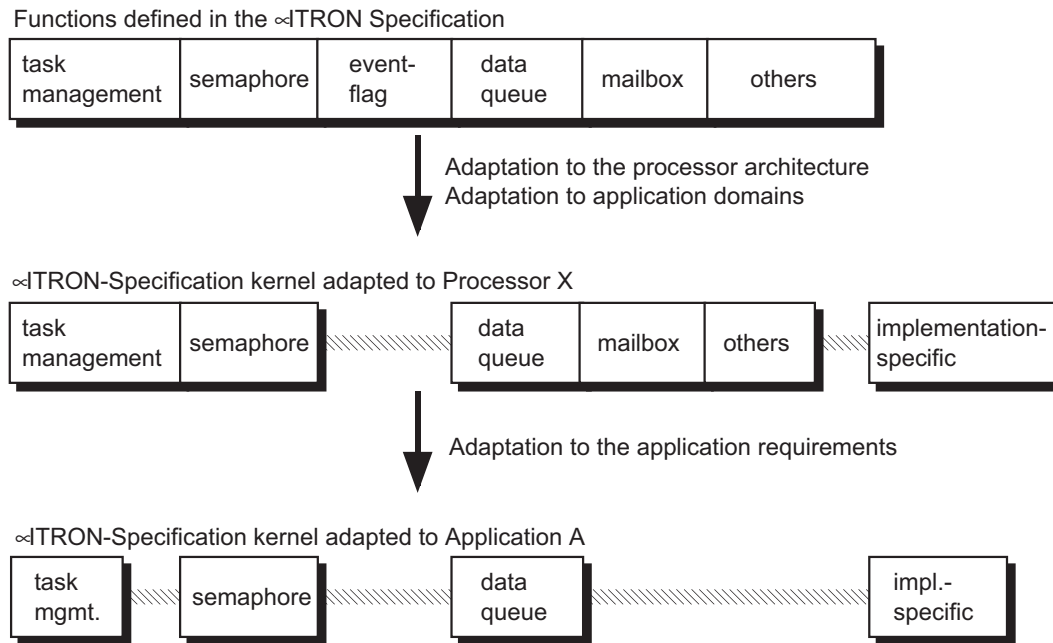 Functions defined in the ∝ITRON Specification
task
management
semaphore
event-
flag
data
queue
mailbox
others
Adaptation to the processor architecture
Adaptation to application domains
∝ITRON-Specification kernel adapted to Processor X
task
management
semaphore
data
queue
mailbox
others
implementation-
specific
Adaptation to the application requirements
∝ITRON-Specification kernel adapted to Application A
task
mgmt.
semaphore
data
queue
impl.-
specific